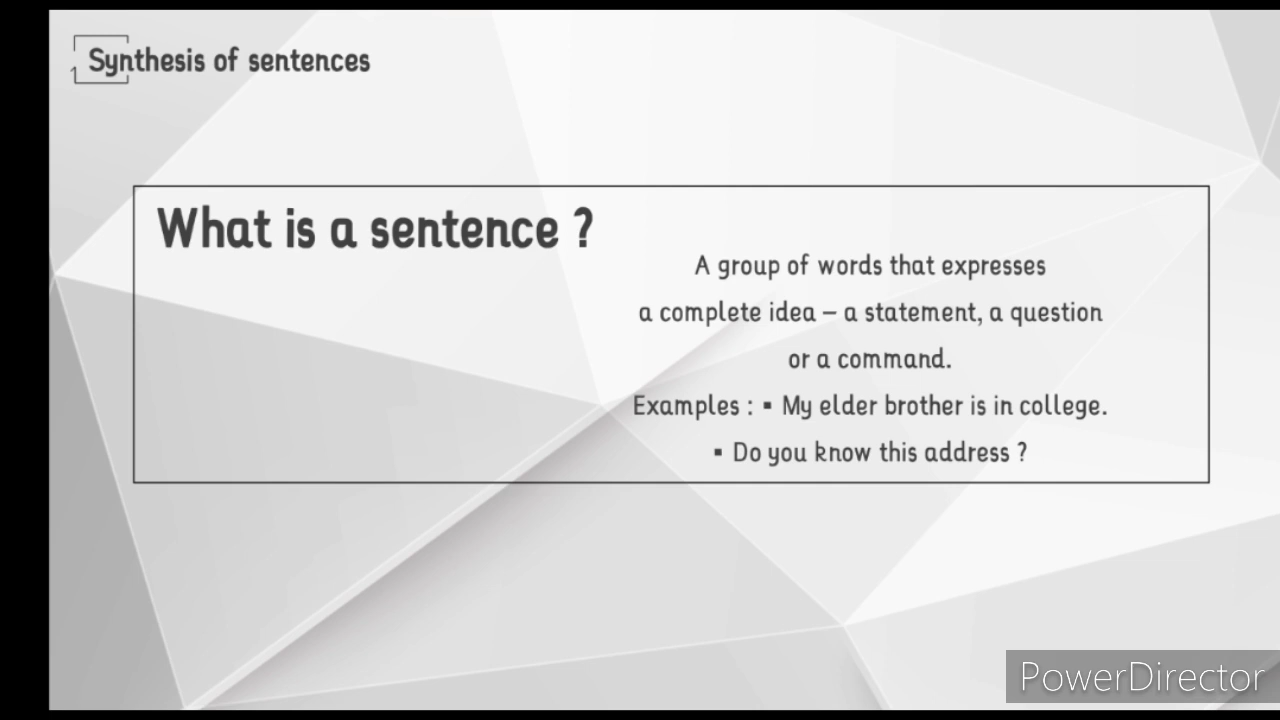 Synthesis of sentences
What is a sentence ?
A group of words that expresses
a complete idea – a statement, a question
or a command.
Examples : ▪ My elder brother is in college.
▪ Do you know this address ?
PowerDirector